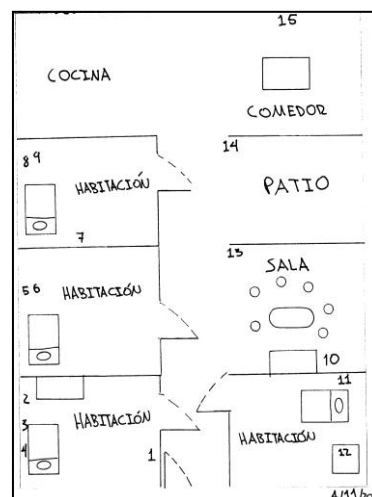 15
COCINA
COMEDOR
14
8 9
HABITACIÓN
PATIO
7
13
SALA
5 6
HABITACIÓN
10
11
2
HABITACIÓN
3
HABITACIÓN
4
1
12